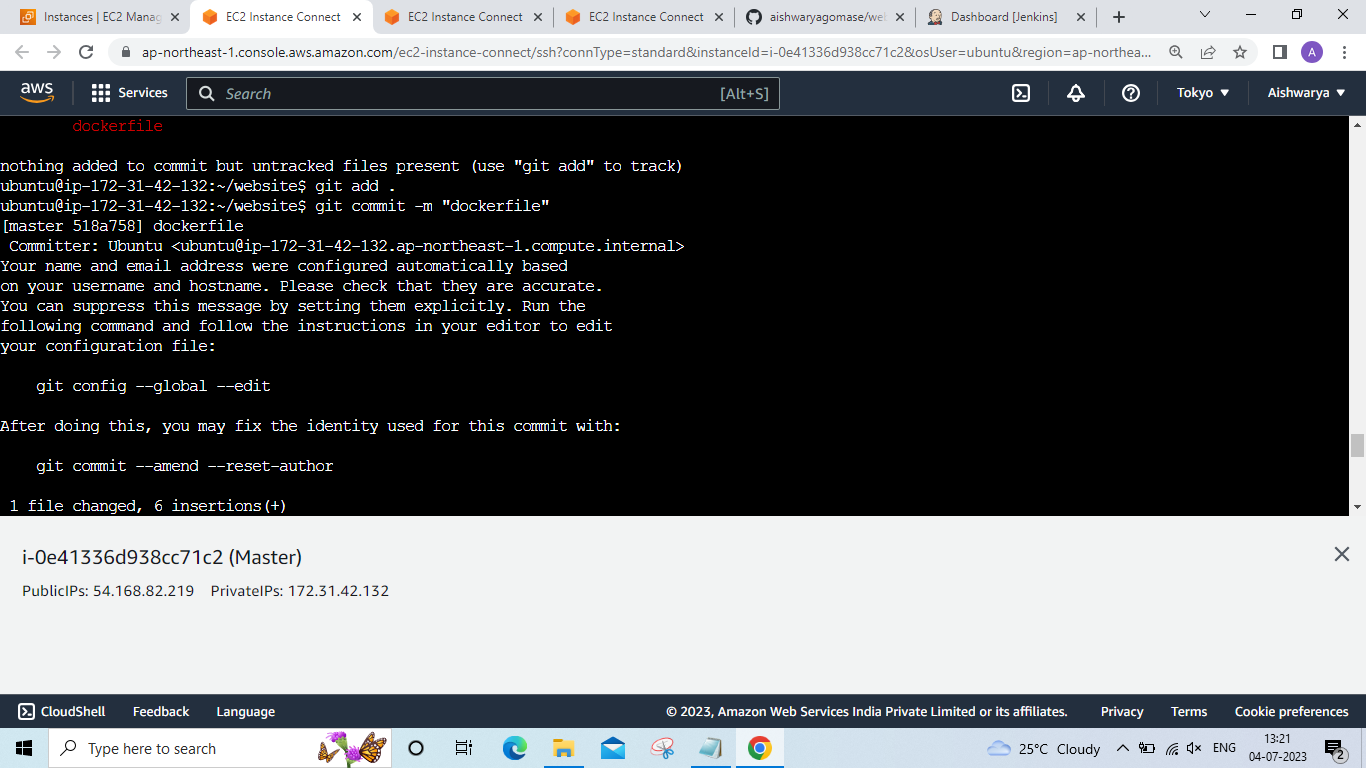 Instances | EC2 Manag
EC2 Instance Connect
EC2 Instance Connect
EC2 Instance Connect
aishwaryagomase/web
Dashboard [Jenkins]
ap-northeast-1.console.aws.amazon.com/ec2-instance-connect/ssh?connType=standard&instanceId=i-0e41336d938cc71c2&osUser=ubuntu&region=ap-northea...
A
aws
Services
Search
[Alt+S]
Tokyo
Aishwarya
dockerfile
nothing added to commit but untracked files present (use "git add" to track)
ubuntu@ip-172-31-42-132:~/website$ git add .
ubuntu@ip-172-31-42-132:~/website$ git commit -m "dockerfile"
[master 518a758] dockerfile
Committer: Ubuntu <ubuntu@ip-172-31-42-132.ap-northeast-1.compute.internal>
Your name and email address were configured automatically based
on your username and hostname. Please check that they are accurate.
You can suppress this message by setting them explicitly. Run the
following command and follow the instructions in your editor to edit
your configuration file:
git config --global --edit
After doing this, you may fix the identity used for this commit with:
git commit --amend --reset-author
1 file changed, 6 insertions(+)
i-0e41336d938cc71c2 (Master)
PublicIPs: 54.168.82.219 PrivateIPs: 172.31.42.132
CloudShell
Feedback
Language
© 2023, Amazon Web Services India Private Limited or its affiliates.
Privacy
Terms
Cookie preferences
Type here to search
25°C Cloudy
ENG
13:21
04-07-2023
2